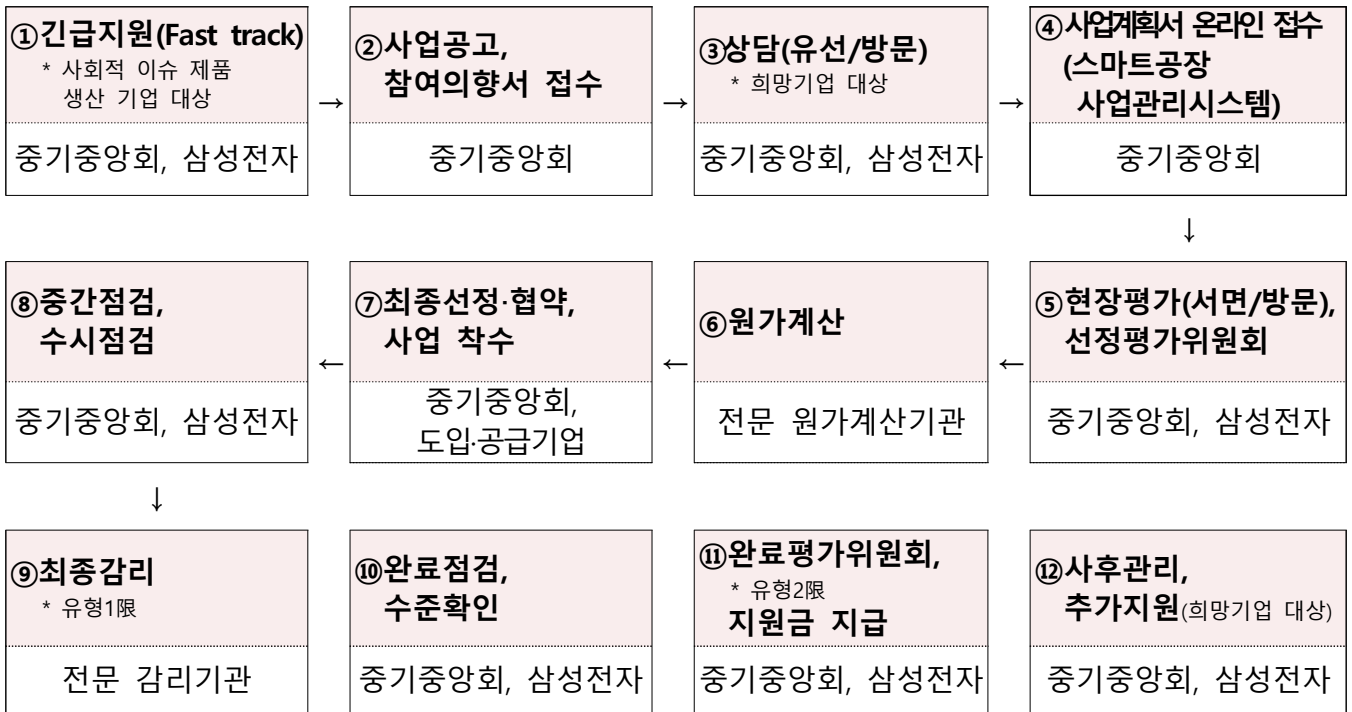 ①긴급지원(Fast track)
* 사회적 이슈 제품
생산 기업 대상
중기중앙회, 삼성전자
→
②사업공고,
참여의향서 접수
중기중앙회
→
③상담(유선/방문)
* 희망기업 대상
중기중앙회, 삼성전자
→
④사업계획서 온라인 접수
(스마트공장
사업관리시스템)
중기중앙회
↓
⑧중간점검,
수시점검
중기중앙회, 삼성전자
←
⑦최종선정·협약,
사업 착수
중기중앙회,
도입·공급기업
←
⑥원가계산
전문 원가계산기관
←
⑤현장평가(서면/방문),
선정평가위원회
중기중앙회, 삼성전자
↓
⑨최종감리
* 유형1限
전문 감리기관
⑩완료점검,
수준확인
중기중앙회, 삼성전자
⑪완료평가위원회,
* 유형2限
지원금 지급
중기중앙회, 삼성전자
⑫사후관리,
추가지원(희망기업 대상)
중기중앙회, 삼성전자